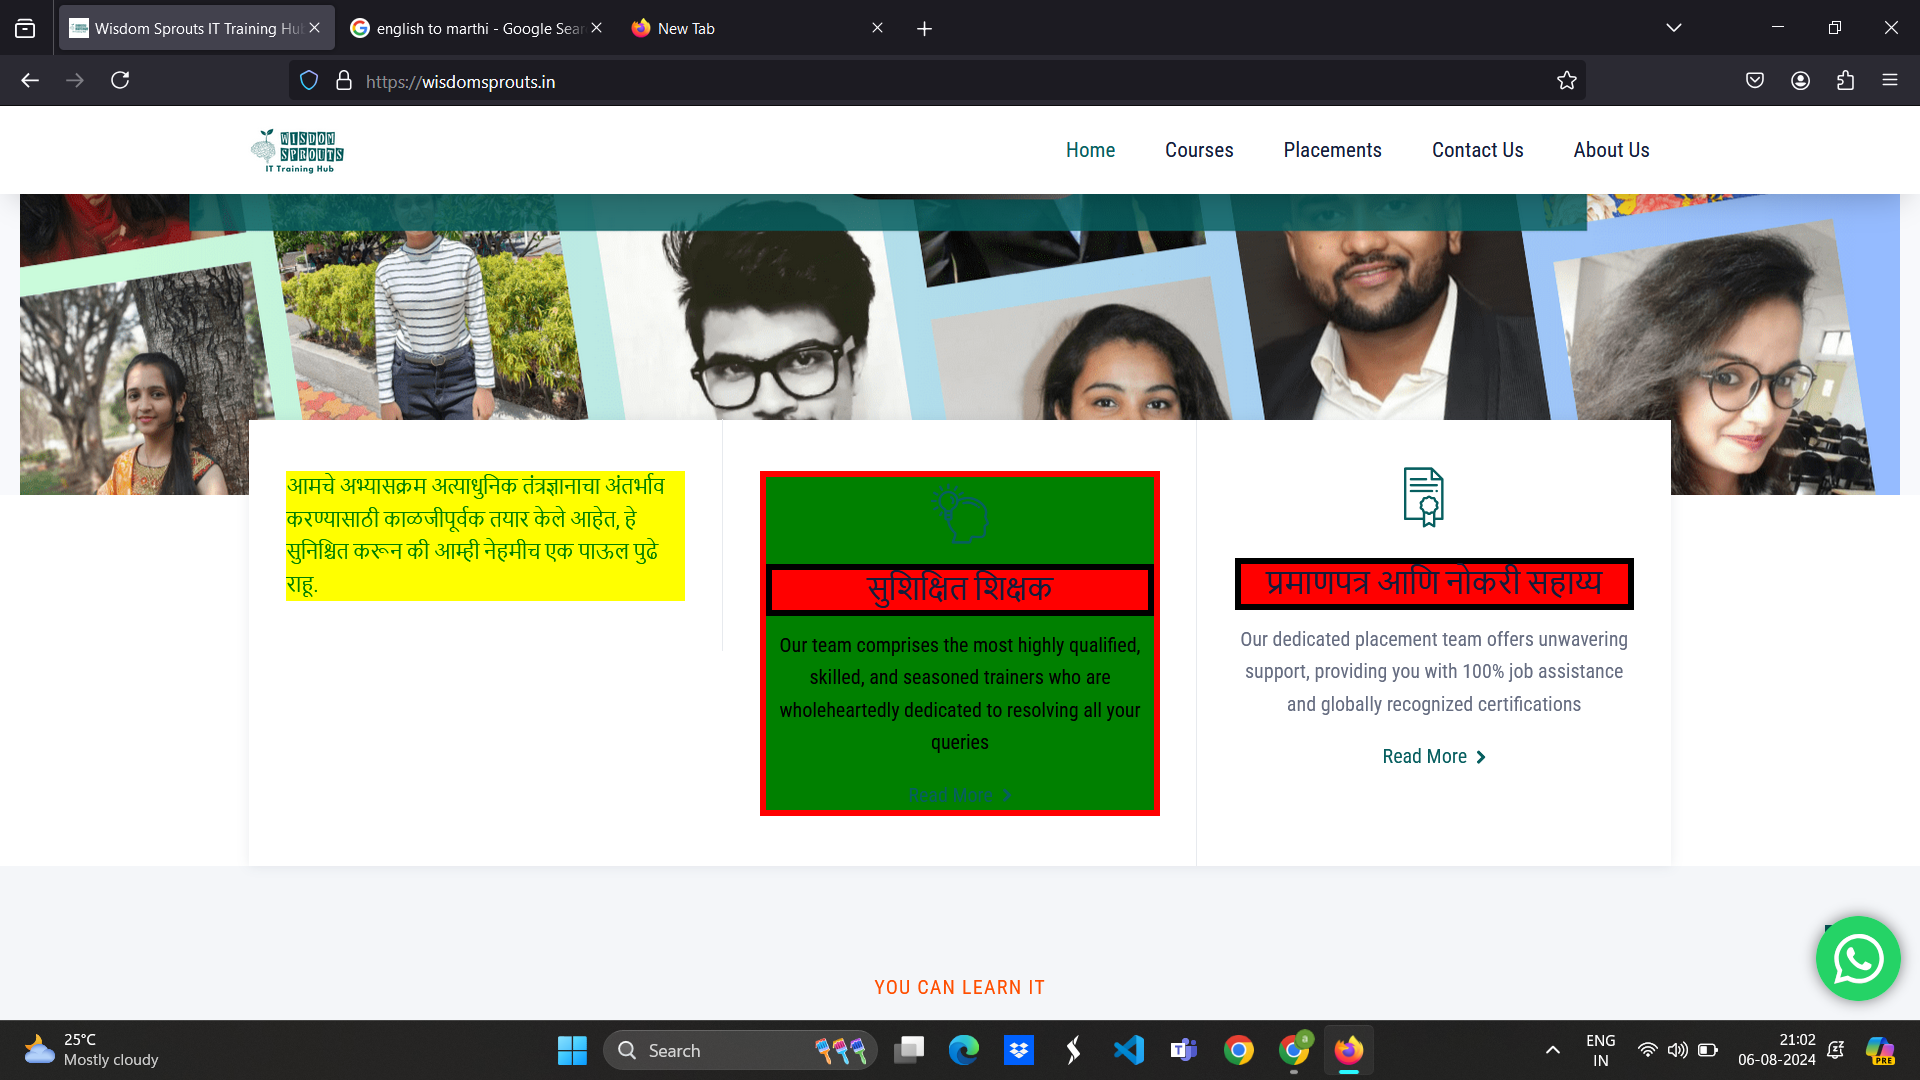 Wisdom Sprouts IT Training Hu
english to marthi - Google Sear
New Tab
https://wisdomsprouts.in
WISDOM
SPROUTS
IT Training Hub
Home
Courses
Placements
Contact Us
About Us
आमचे अभ्यासक्रम अत्याधुनिक तंत्रज्ञानाचा अंतर्भाव
करण्यासाठी काळजीपूर्वक तयार केले आहेत, हे
सुनिश्चित करून की आम्ही नेहमीच एक पाऊल पुढे
राहू.
सुशिक्षित शिक्षक
Our team comprises the most highly qualified,
skilled, and seasoned trainers who are
wholeheartedly dedicated to resolving all your
queries
Read More
प्रमाणपत्र आणि नोकरी सहाय्य
Our dedicated placement team offers unwavering
support, providing you with 100% job assistance
and globally recognized certifications
Read More
YOU CAN LEARN IT
25°C
Mostly cloudy
Search
a
ENG
IN
21:02
06-08-2024
PRE